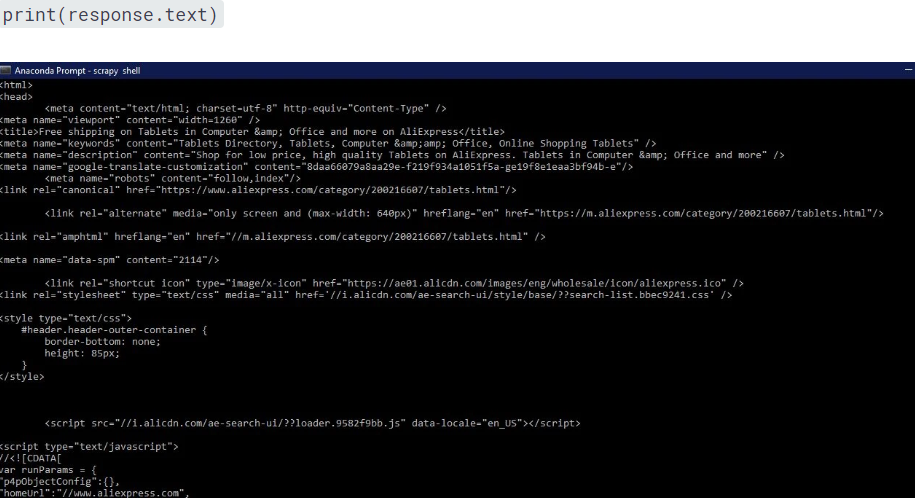 print(response.text)
Anaconda Prompt - scrapy shell
<html>
<head>
<meta content="text/html; charset=utf-8" http-equiv="Content-Type" />
<meta name="viewport" content="width=1260" />
<title>Free shipping on Tablets in Computer &amp; Office and more on AliExpress</title>
<meta name="keywords" content="Tablets Directory, Tablets, Computer &amp;amp; Office, Online Shopping Tablets" />
<meta name="description" content="Shop for low price, high quality Tablets on AliExpress. Tablets in Computer &amp; Office and more" />
<meta name="google-translate-customization" content="8daa66079a8aa29e-f219f934a1051f5a-ge19f8e1eaa3bf94b-e"/>
<meta name="robots" content="follow,index"/>
<link rel="canonical" href="https://www.aliexpress.com/category/200216607/tablets.html"/>
<link rel="alternate" media="only screen and (max-width: 640px)" hreflang="en" href="https://m.aliexpress.com/category/200216607/tablets.html"/>
<link rel="amphtml" hreflang="en" href="//m.aliexpress.com/category/200216607/tablets.html" />
<meta name="data-spm" content="2114"/>
<link rel="shortcut icon" type="image/x-icon" href="https://ae01.alicdn.com/images/eng/wholesale/icon/aliexpress.ico" />
<link rel="stylesheet" type="text/css" media="all" href='//i.alicdn.com/ae-search-ui/style/base/??search-list.bbec9241.css' />
<style type="text/css">
#header.header-outer-container {
border-bottom: none;
height: 85px;
}
</style>
<script src="//i.alicdn.com/ae-search-ui/??loader.9582f9bb.js" data-locale="en_US"></script>
<script type="text/javascript">
//<![CDATA[
var runParams = {
"p4pObjectConfig":{},
"homeUrl":"//www.aliexpress.com",